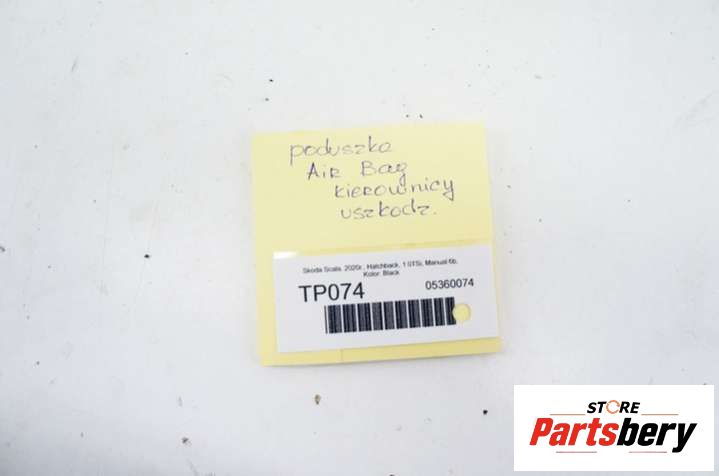 poduszka
Air Bag
kierownicy
uszkodz.
Skoda Scala, 2020r., Hatchback, 1.0TSi, Manual 6b,
Kolor: Black
TP074
05360074
STORE
Partsbery